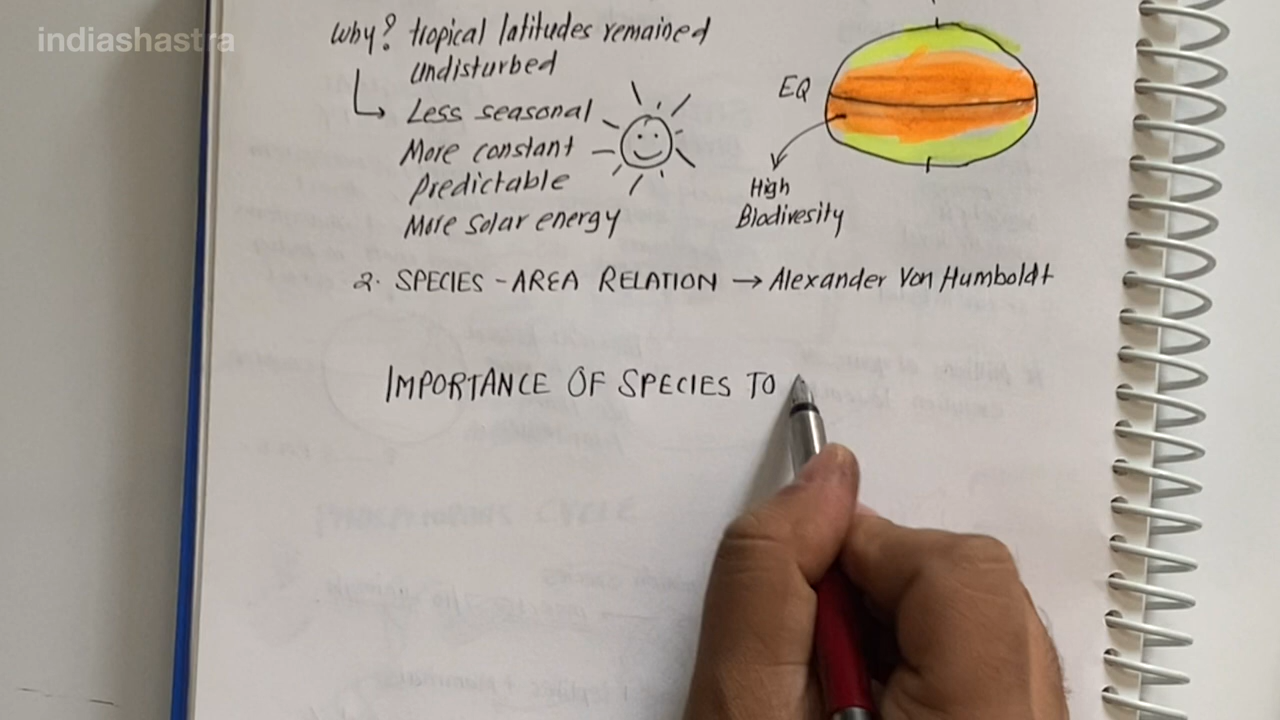 indiashastra
Why? tropical latitudes remained
undisturbed
Less seasonal
More constant
Predictable
More solar energy
EQ
High
Biodivesity
2. SPECIES - AREA RELATION → Alexander Von Humboldt
IMPORTANCE OF SPECIES TO